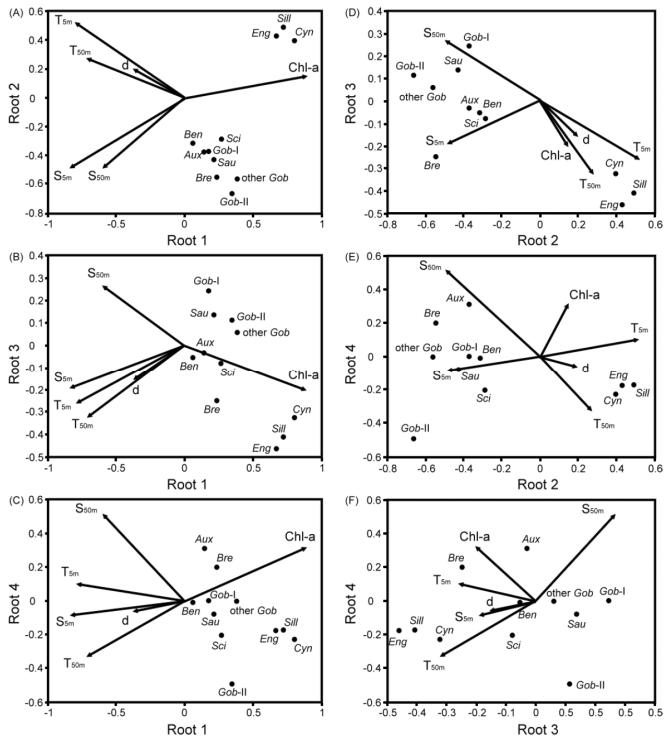 (A)
0.6
0.4
0.2
0
-0.2
-0.4
-0.6
-0.8
Root 2
T5m
T50m
d
S5m
S50m
Chl-a
Sill
Eng
Cyn
Ben
Sci
Aux
Gob-I
Sau
Bre
other Gob
Gob-II
-1 -0.5 0 0.5 1
Root 1
(B)
0.4
0.3
0.2
0.1
0
-0.1
-0.2
-0.3
-0.4
-0.5
Root 3
S50m
S5m
T5m
T50m
d
Chl-a
Gob-I
Sau
Gob-II
other Gob
Aux
Ben
Sci
Bre
Cyn
Sill
Eng
-1 -0.5 0 0.5 1
Root 1
(C)
0.6
0.4
0.2
0
-0.2
-0.4
-0.6
Root 4
S50m
T5m
S5m
d
T50m
Chl-a
Aux
Bre
Ben
Gob-I
other Gob
Sau
Sci
Eng
Sill
Cyn
Gob-II
-1 -0.5 0 0.5 1
Root 1
(D)
0.4
0.3
0.2
0.1
0
-0.1
-0.2
-0.3
-0.4
-0.5
Root 3
S50m
Gob-I
Sau
Gob-II
other Gob
Aux
Ben
Sci
S5m
Bre
d
Chl-a
T5m
T50m
Cyn
Sill
Eng
-0.8 -0.6 -0.4 -0.2 0 0.2 0.4 0.6
Root 2
(E)
0.6
0.4
0.2
0
-0.2
-0.4
-0.6
Root 4
S50m
Aux
Bre
Chl-a
T5m
other Gob
Gob-I
Ben
S5m
Sau
Sci
d
Eng
Sill
Cyn
T50m
Gob-II
-0.8 -0.6 -0.4 -0.2 0 0.4 0.4 0.6
Root 2
(F)
0.6
0.4
0.2
0
-0.2
-0.4
-0.6
Root 4
S50m
Chl-a
Aux
Bre
T5m
d
Ben
other Gob
Gob-I
S5m
Sau
Sill
Eng
Cyn
Sci
T50m
Gob-II
-0.5 -0.4 -0.3 -0.2 -0.1 0 0.5 0.5 0.5 0.5
Root 3